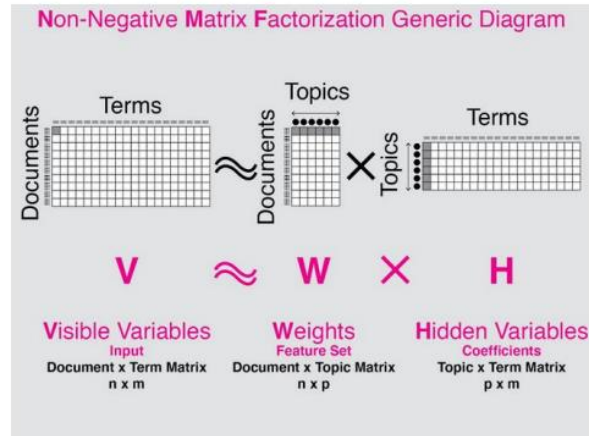 Non-Negative Matrix Factorization Generic Diagram
Terms
Documents
≈
Topics
Documents
×
Terms
Topics
V ≈ W × H
Visible Variables
Input
Document x Term Matrix
n x m
Weights
Feature Set
Document x Topic Matrix
n x p
Hidden Variables
Coefficients
Topic x Term Matrix
p x m